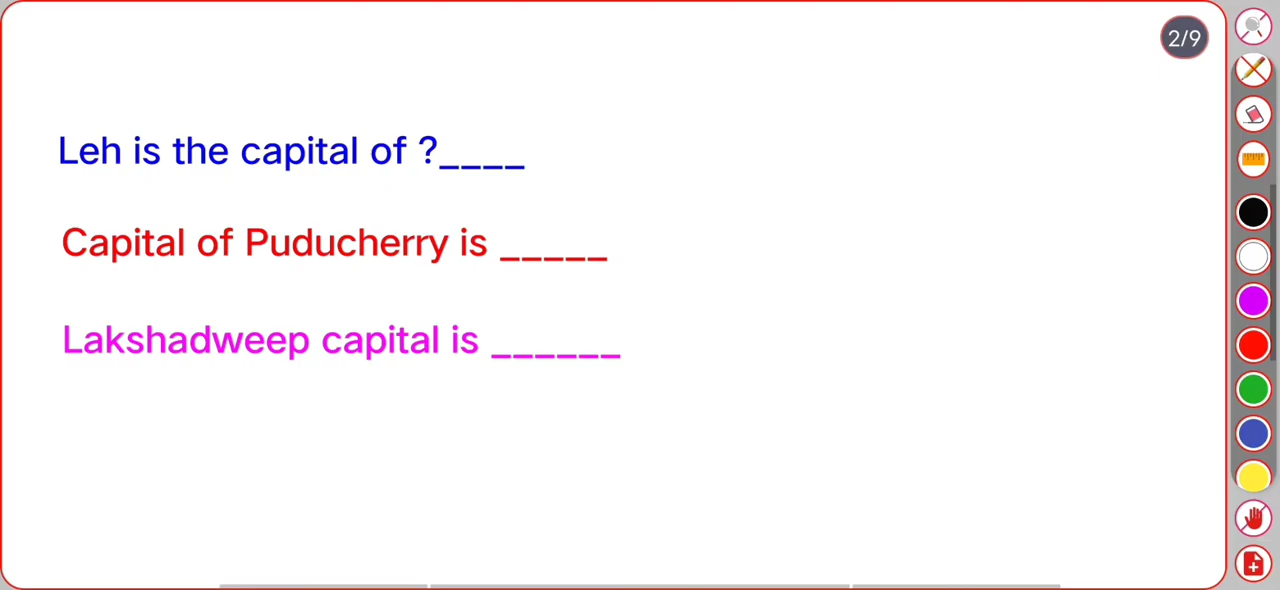 2/9
Leh is the capital of ?____
Capital of Puducherry is _____
Lakshadweep capital is ______